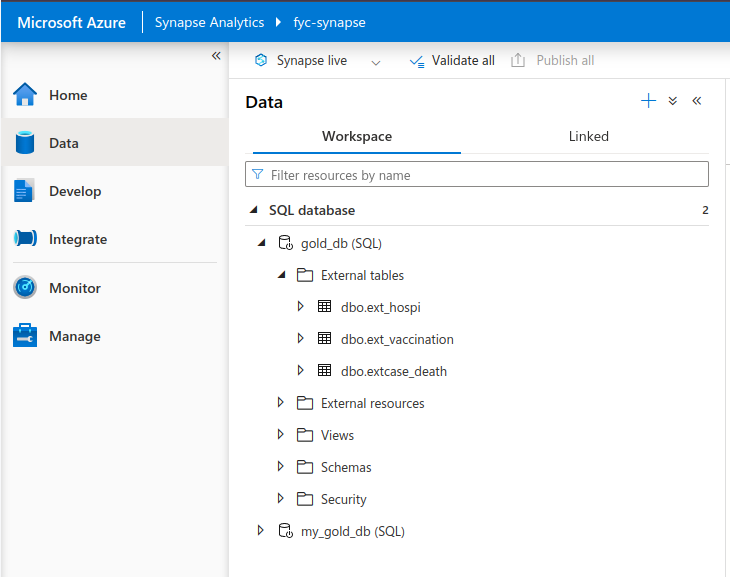 Microsoft Azure Synapse Analytics fyc-synapse
Synapse live Validate all Publish all
Home
Data
Develop
Integrate
Monitor
Manage
Data
Workspace Linked
Filter resources by name
SQL database 2
gold_db (SQL)
External tables
dbo.ext_hospi
dbo.ext_vaccination
dbo.extcase_death
External resources
Views
Schemas
Security
my_gold_db (SQL)